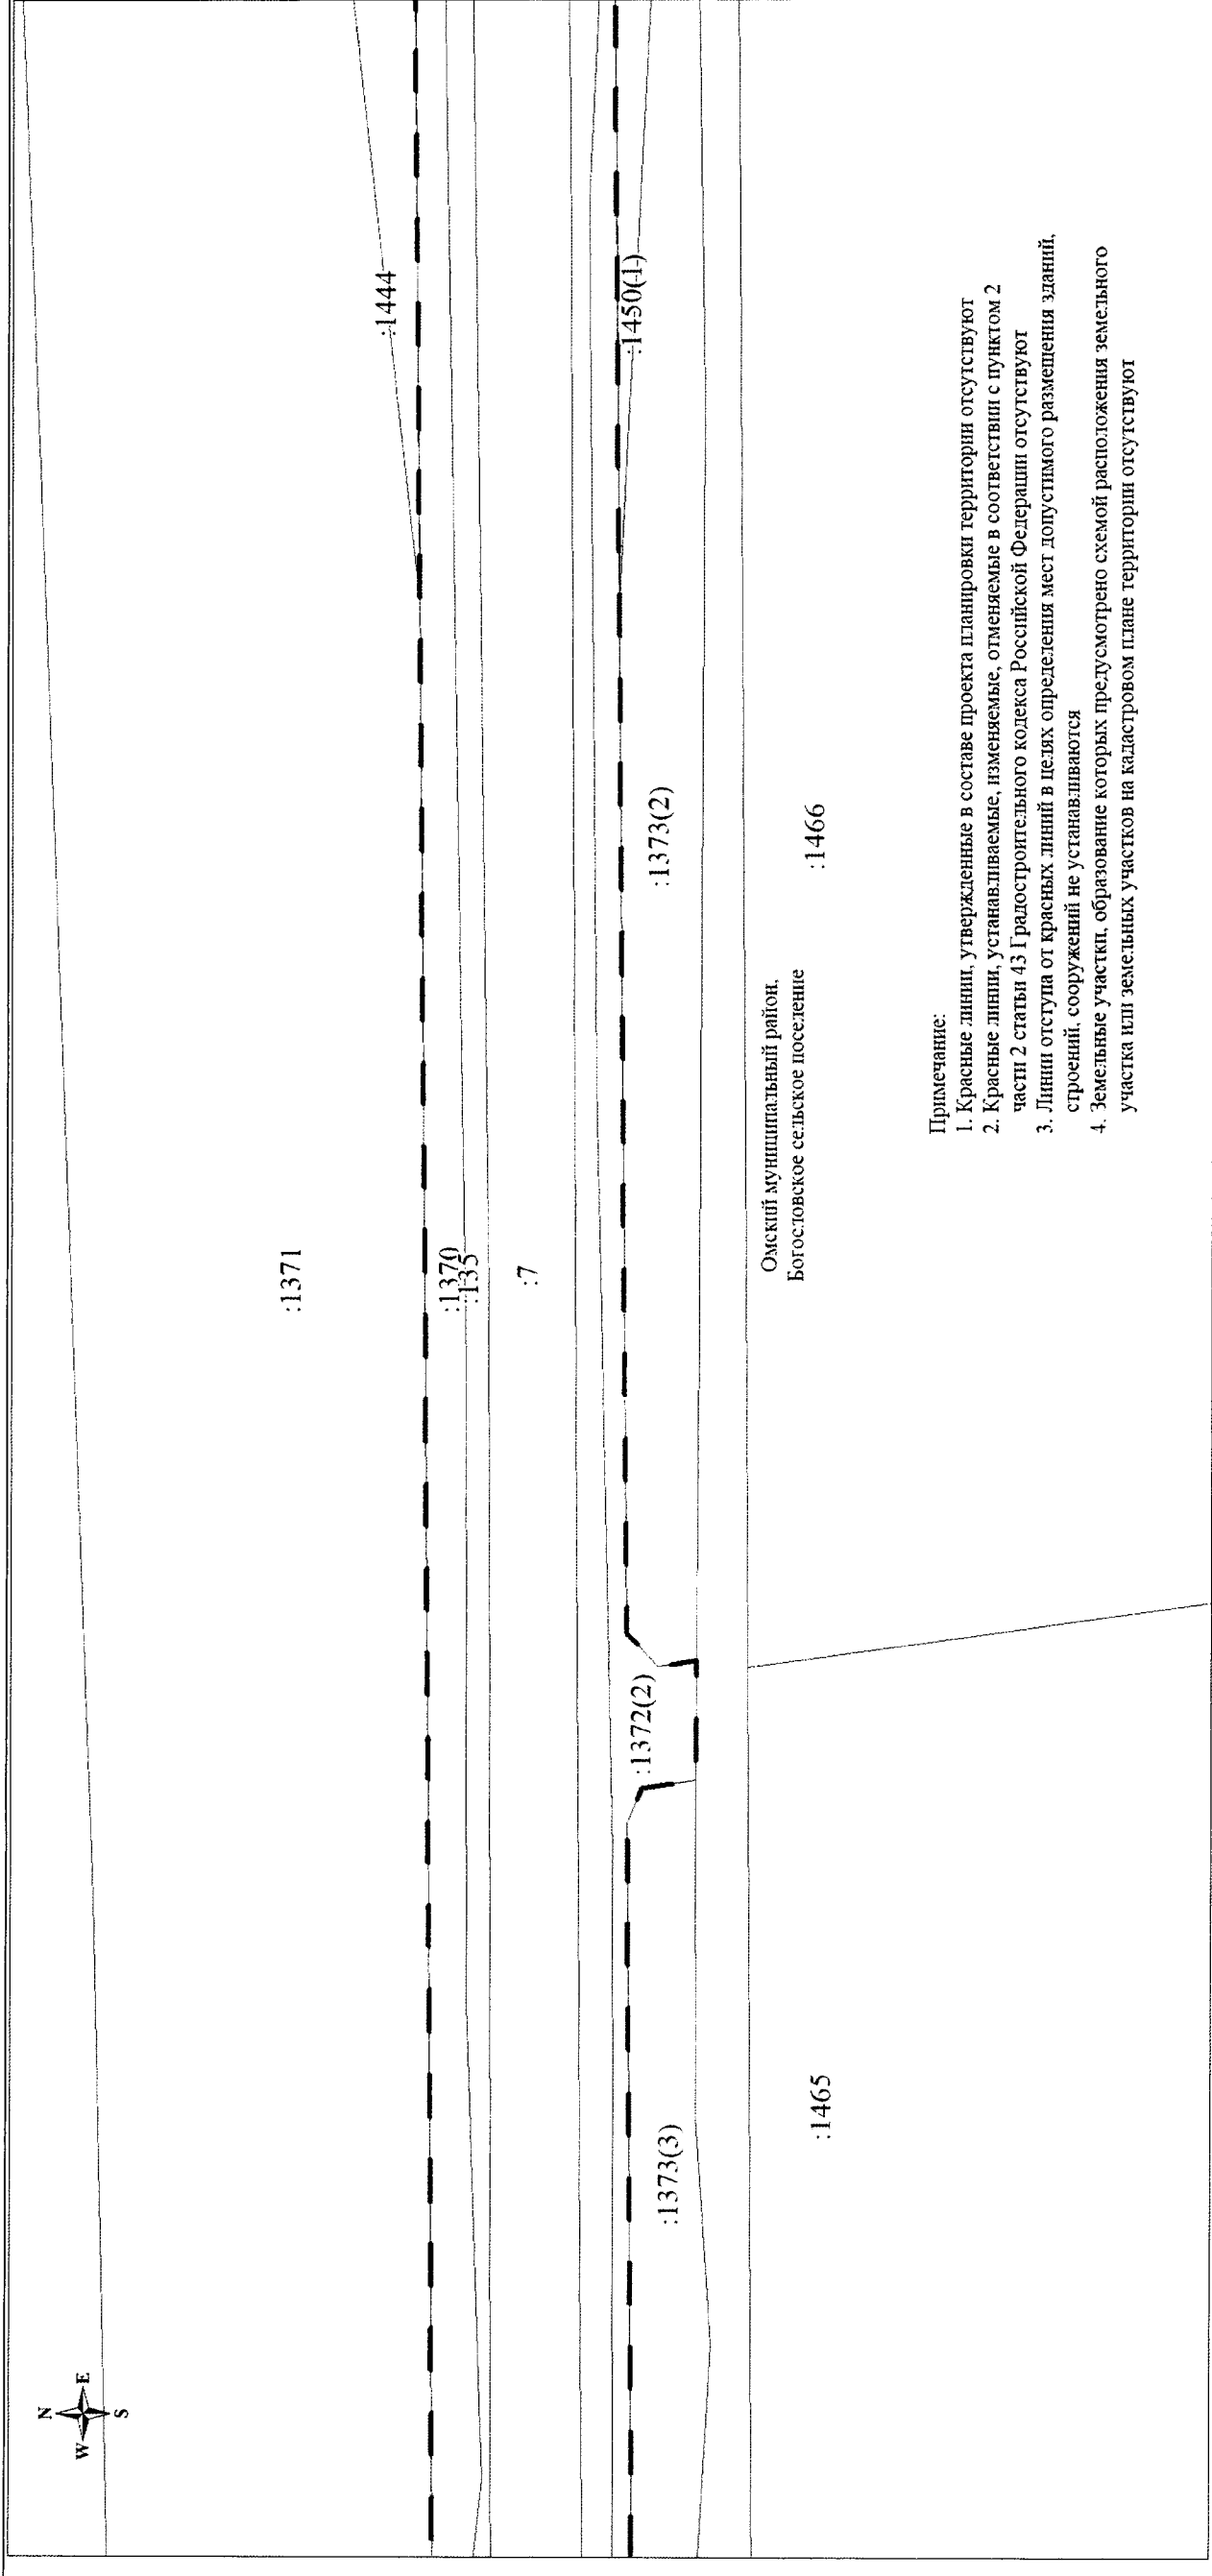 N
W E
S
:1444
:1371
:1450(1)
:1370
:135
:7
:1373(2)
:1466
Омский муниципальный район,
Богословское сельское поселение
:1372(2)
:1373(3)
:1465
Примечание:
1. Красные линии, утвержденные в составе проекта планировки территории отсутствуют
2. Красные линии, устанавливаемые, изменяемые, отменяемые в соответствии с пунктом 2
части 2 статьи 43 Градостроительного кодекса Российской Федерации отсутствуют
3. Линии отступа от красных линий в целях определения мест допустимого размещения зданий,
строений, сооружений не устанавливаются
4. Земельные участки, образование которых предусмотрено схемой расположения земельного
участка или земельных участков на кадастровом плане территории отсутствуют